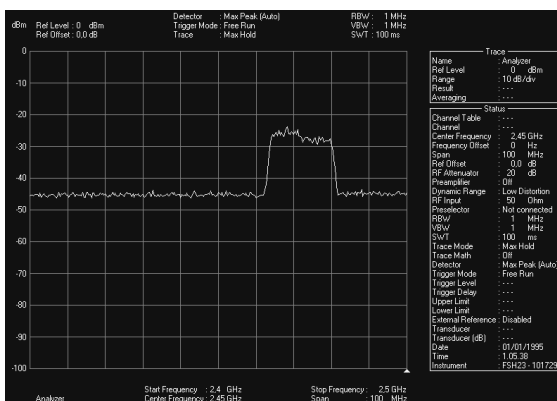 Detector : Max Peak (Auto) RBW : 1 MHz
dBm Ref Level : 0 dBm Trigger Mode : Free Run VBW : 1 MHz
Ref Offset : 0,0 dB Trace : Max Hold SWT : 100 ms
0
-10
-20
-30
-40
-50
-60
-70
-80
-90
-100
Start Frequency : 2,4 GHz Stop Frequency : 2,5 GHz
Analyzer Center Frequency : 2,45 GHz Span : 100 MHz
Trace
Name : Analyzer
Ref Level : 0 dBm
Range : 10 dB/div
Result : ---
Averaging : ---
Status
Channel Table : ---
Channel : ---
Center Frequency : 2,45 GHz
Frequency Offset : 0 Hz
Span : 100 MHz
Ref Offset : 0,0 dB
RF Attenuator : 20 dB
Preamplifier : Off
Dynamic Range : Low Distortion
RF Input : 50 Ohm
Preselector : Not connected
RBW : 1 MHz
VBW : 1 MHz
SWT : 100 ms
Trace Mode : Max Hold
Trace Math : Off
Detector : Max Peak (Auto)
Trigger Mode : Free Run
Trigger Level : ---
Trigger Delay : ---
Upper Limit : ---
Lower Limit : ---
External Reference : Disabled
Transducer : ---
Transducer (dB) : ---
Date : 01/01/1995
Time : 1.05.38
Instrument : FSH23 - 101729